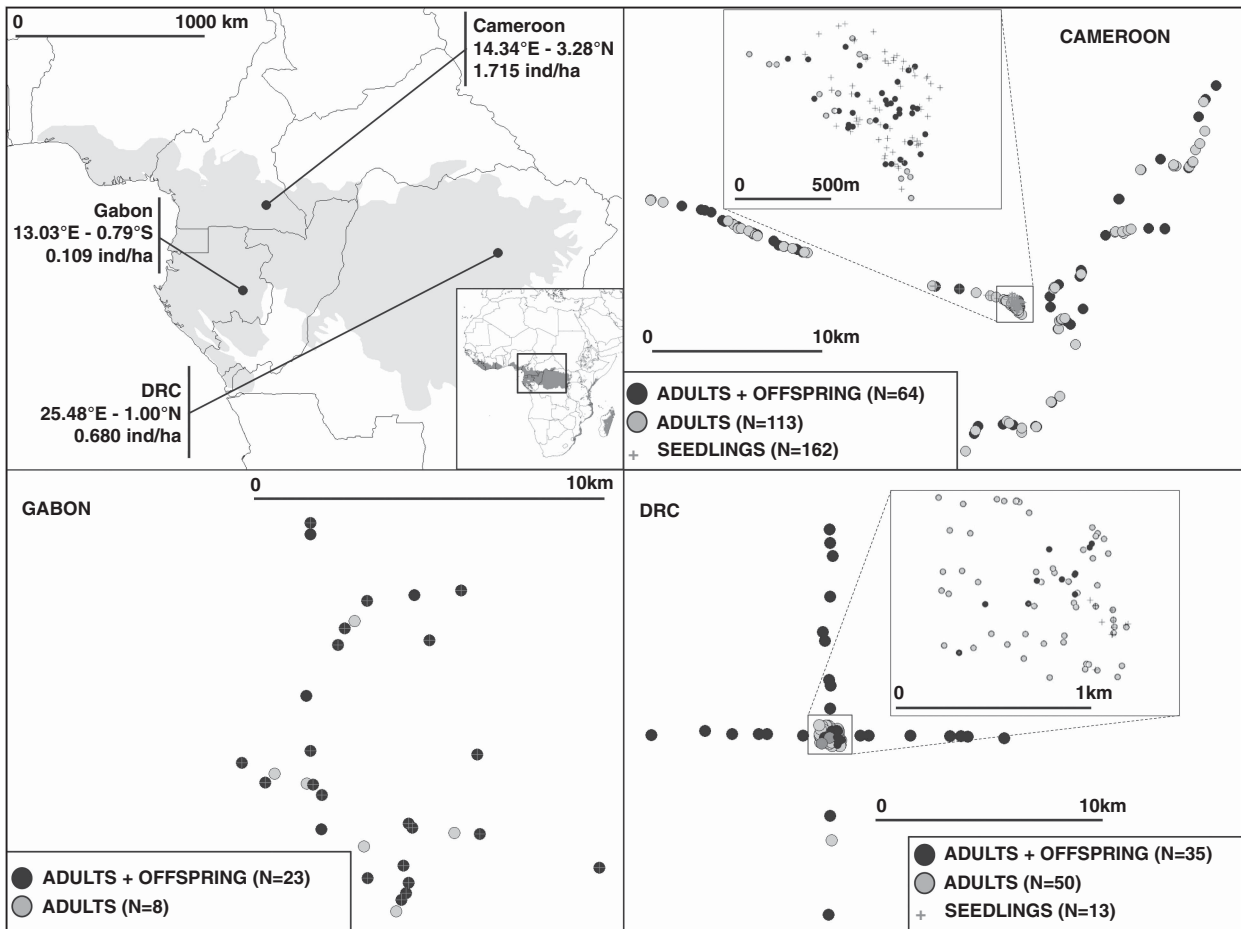 0
1000 km
Cameroon
14.34°E - 3.28°N
1.715 ind/ha
Gabon
13.03°E - 0.79°S
0.109 ind/ha
DRC
25.48°E - 1.00°N
0.680 ind/ha
CAMEROON
0
500m
0
10km
ADULTS + OFFSPRING (N=64)
ADULTS (N=113)
SEEDLINGS (N=162)
GABON
0
10km
ADULTS + OFFSPRING (N=23)
ADULTS (N=8)
DRC
0
1km
0
10km
ADULTS + OFFSPRING (N=35)
ADULTS (N=50)
SEEDLINGS (N=13)